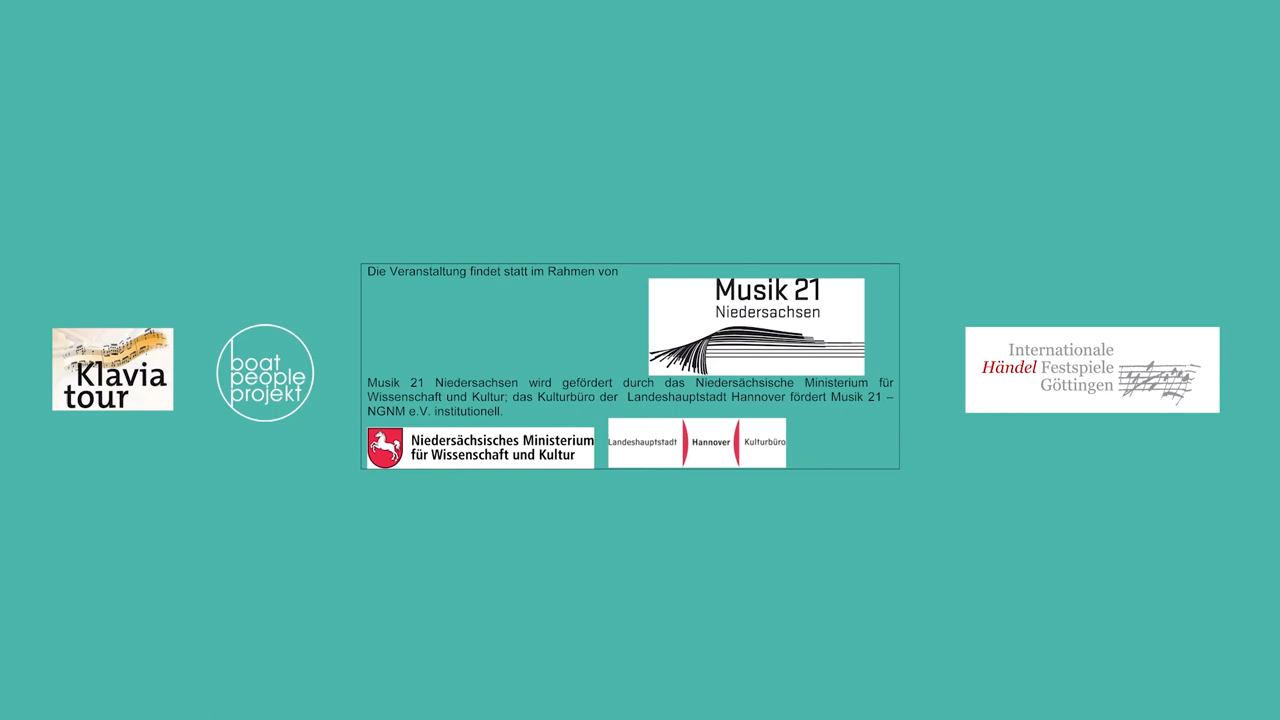 Klavia
tour
boat
people
projekt
Die Veranstaltung findet statt im Rahmen von
Musik 21
Niedersachsen
Musik 21 Niedersachsen wird gefördert durch das Niedersächsische Ministerium für
Wissenschaft und Kultur; das Kulturbüro der Landeshauptstadt Hannover fördert Musik 21 –
NGNM e.V. institutionell.
Niedersächsisches Ministerium
für Wissenschaft und Kultur
Landeshauptstadt Hannover Kulturbüro
Internationale
Händel Festspiele
Göttingen